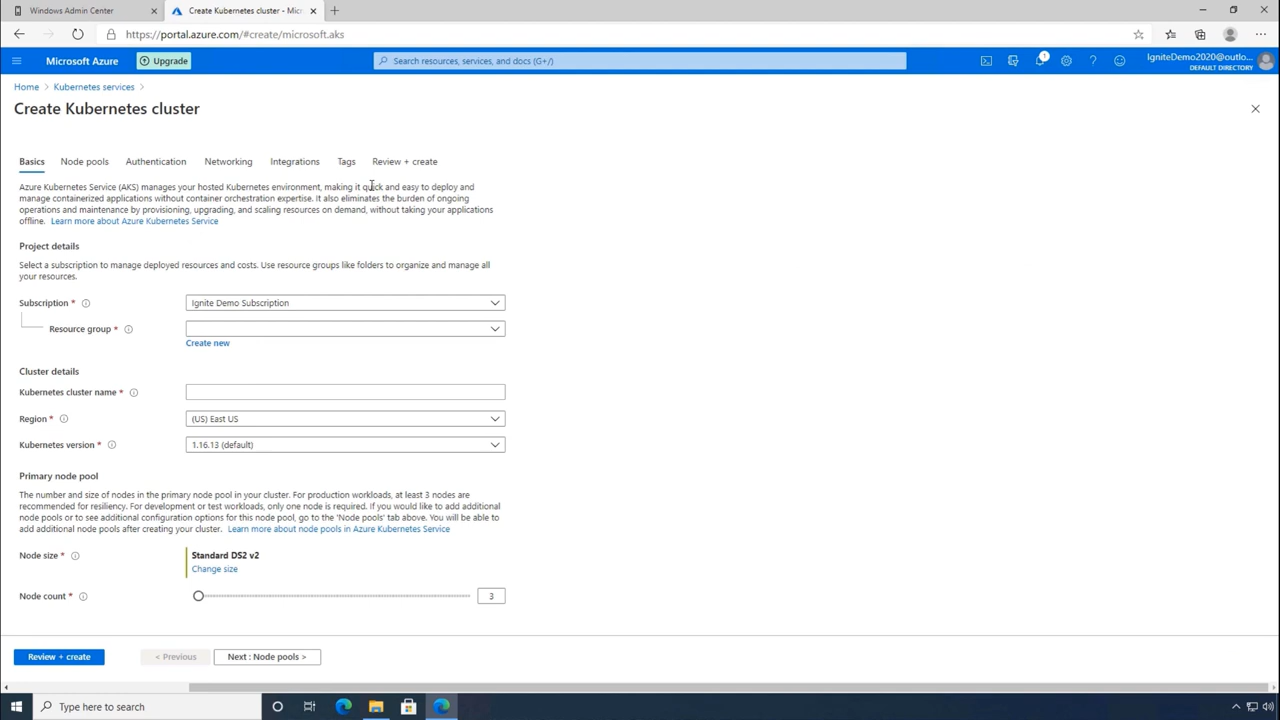 Windows Admin Center
Create Kubernetes cluster - Micr
https://portal.azure.com/#create/microsoft.aks
Microsoft Azure
Upgrade
Search resources, services, and docs (G+/)
1
IgniteDemo2020@outlo...
DEFAULT DIRECTORY
Home > Kubernetes services >
Create Kubernetes cluster
Basics Node pools Authentication Networking Integrations Tags Review + create
Azure Kubernetes Service (AKS) manages your hosted Kubernetes environment, making it quick and easy to deploy and
manage containerized applications without container orchestration expertise. It also eliminates the burden of ongoing
operations and maintenance by provisioning, upgrading, and scaling resources on demand, without taking your applications
offline. Learn more about Azure Kubernetes Service
Project details
Select a subscription to manage deployed resources and costs. Use resource groups like folders to organize and manage all
your resources.
Subscription *
Ignite Demo Subscription
Resource group *
Create new
Cluster details
Kubernetes cluster name *
Region *
(US) East US
Kubernetes version *
1.16.13 (default)
Primary node pool
The number and size of nodes in the primary node pool in your cluster. For production workloads, at least 3 nodes are
recommended for resiliency. For development or test workloads, only one node is required. If you would like to add additional
node pools or to see additional configuration options for this node pool, go to the 'Node pools' tab above. You will be able to
add additional node pools after creating your cluster. Learn more about node pools in Azure Kubernetes Service
Node size *
Standard DS2 v2
Change size
Node count *
3
Review + create
< Previous
Next : Node pools >
Type here to search